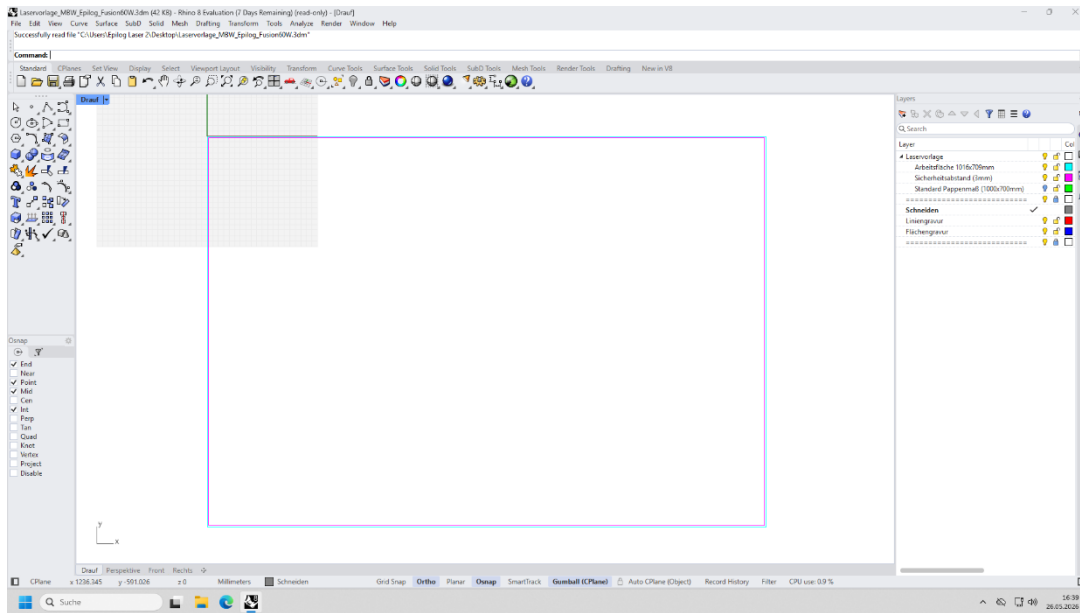 Laservorlage_MBW_Epilog_Fusion60W.3dm (42 KB) - Rhino 8 Evaluation (7 Days Remaining) (read-only) - [Drauf]
File Edit View Curve Surface SubD Solid Mesh Drafting Transform Tools Analyze Render Window Help
Successfully read file "C:\Users\Epilog Laser 2\Desktop\Laservorlage_MBW_Epilog_Fusion60W.3dm"
Command:
Standard CPlanes Set View Display Select Viewport Layout Visibility Transform Curve Tools Surface Tools Solid Tools SubD Tools Mesh Tools Render Tools Drafting New in V8
Drauf
Layers
Search
Layer Col
Laservorlage
Arbeitsfläche 1016x709mm
Sicherheitsabstand (3mm)
Standard Pappenmaß (1000x700mm)
===========================
Schneiden
Liniengravur
Flächengravur
===========================
Osnap
End
Near
Point
Mid
Cen
Int
Perp
Tan
Quad
Knot
Vertex
Project
Disable
y
x
Drauf Perspektive Front Rechts
CPlane x 1236.345 y -591.026 z 0 Millimeters Schneiden Grid Snap Ortho Planar Osnap SmartTrack Gumball (CPlane) Auto CPlane (Object) Record History Filter CPU use: 0.9 %
Suche
16:39
26.05.2026